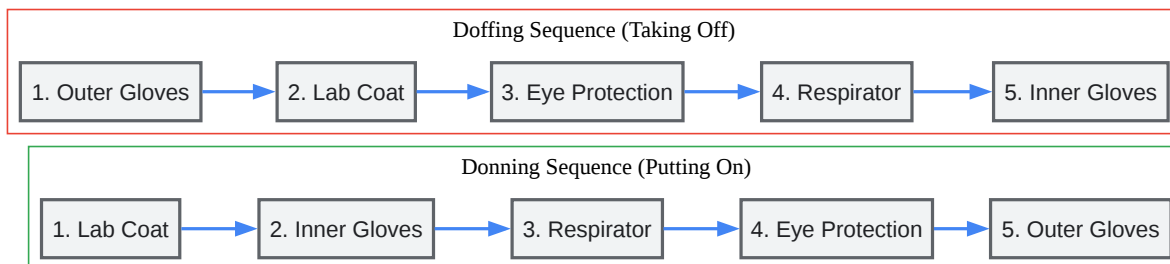 Doffing Sequence (Taking Off)
1. Outer Gloves
2. Lab Coat
3. Eye Protection
4. Respirator
5. Inner Gloves
Donning Sequence (Putting On)
1. Lab Coat
2. Inner Gloves
3. Respirator
4. Eye Protection
5. Outer Gloves